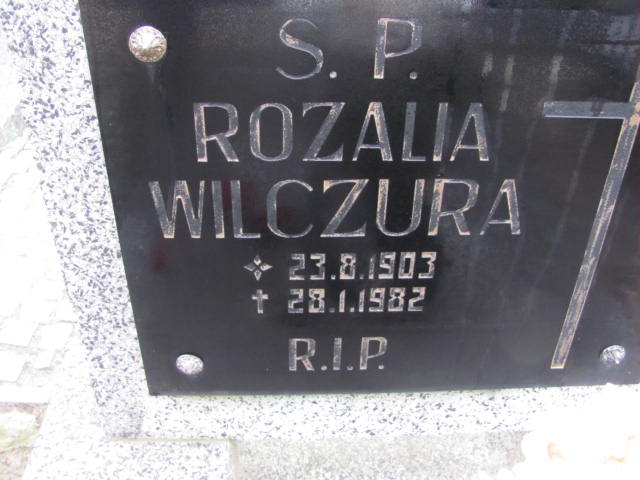 S. P.
ROZALIA
WILCZURA
23.8.1903
✝ 28.1.1982
R.I.P.